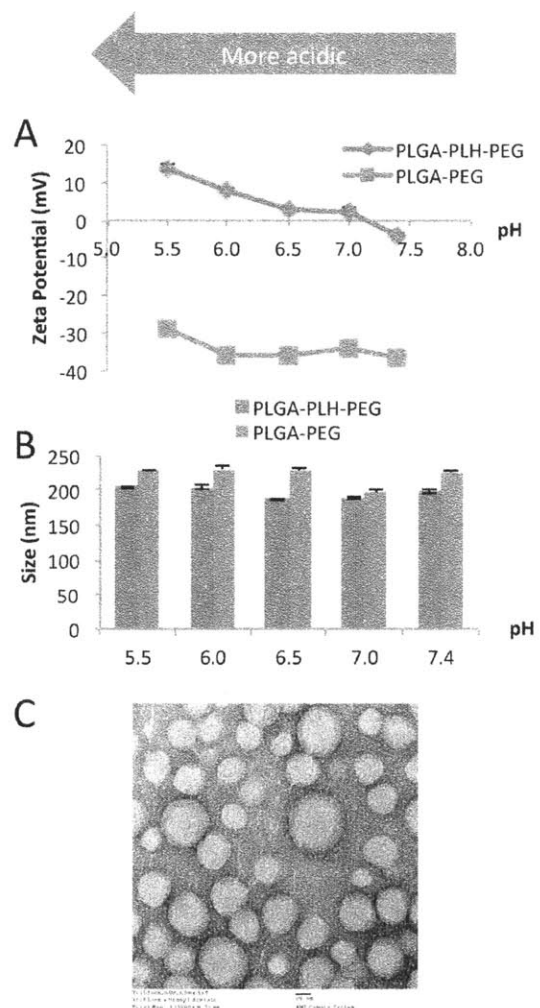 More acidic
A
20
10
0
-10
-20
-30
-40
Zeta Potential (mV)
PLGA-PLH-PEG
PLGA-PEG
5.0 5.5 6.0 6.5 7.0 7.4 8.0
pH
PLGA-PLH-PEG
PLGA-PEG
B
250
200
150
100
50
0
Size (nm)
5.5 6.0 6.5 7.0 7.4
pH
C